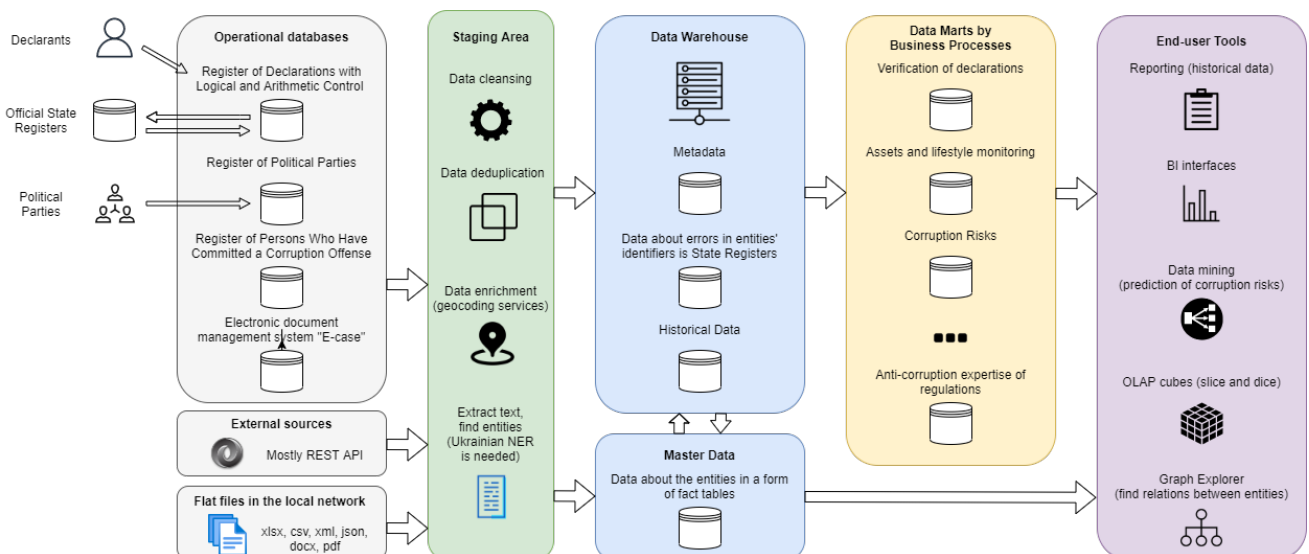 Declarants
Official State
Registers
Political
Parties
Operational databases
Register of Declarations with
Logical and Arithmetic Control
Register of Political Parties
Register of Persons Who Have
Committed a Corruption Offense
Electronic document
management system "E-case"
External sources
Mostly REST API
Flat files in the local network
xlsx, csv, xml, json,
docx, pdf
Staging Area
Data cleansing
Data deduplication
Data enrichment
(geocoding services)
Extract text,
find entities
(Ukrainian NER
is needed)
Data Warehouse
Metadata
Data about errors in entities'
identifiers is State Registers
Historical Data
Master Data
Data about the entities in a form
of fact tables
Data Marts by
Business Processes
Verification of declarations
Assets and lifestyle monitoring
Corruption Risks
Anti-corruption expertise of
regulations
End-user Tools
Reporting (historical data)
BI interfaces
Data mining
(prediction of corruption risks)
OLAP cubes (slice and dice)
Graph Explorer
(find relations between entities)